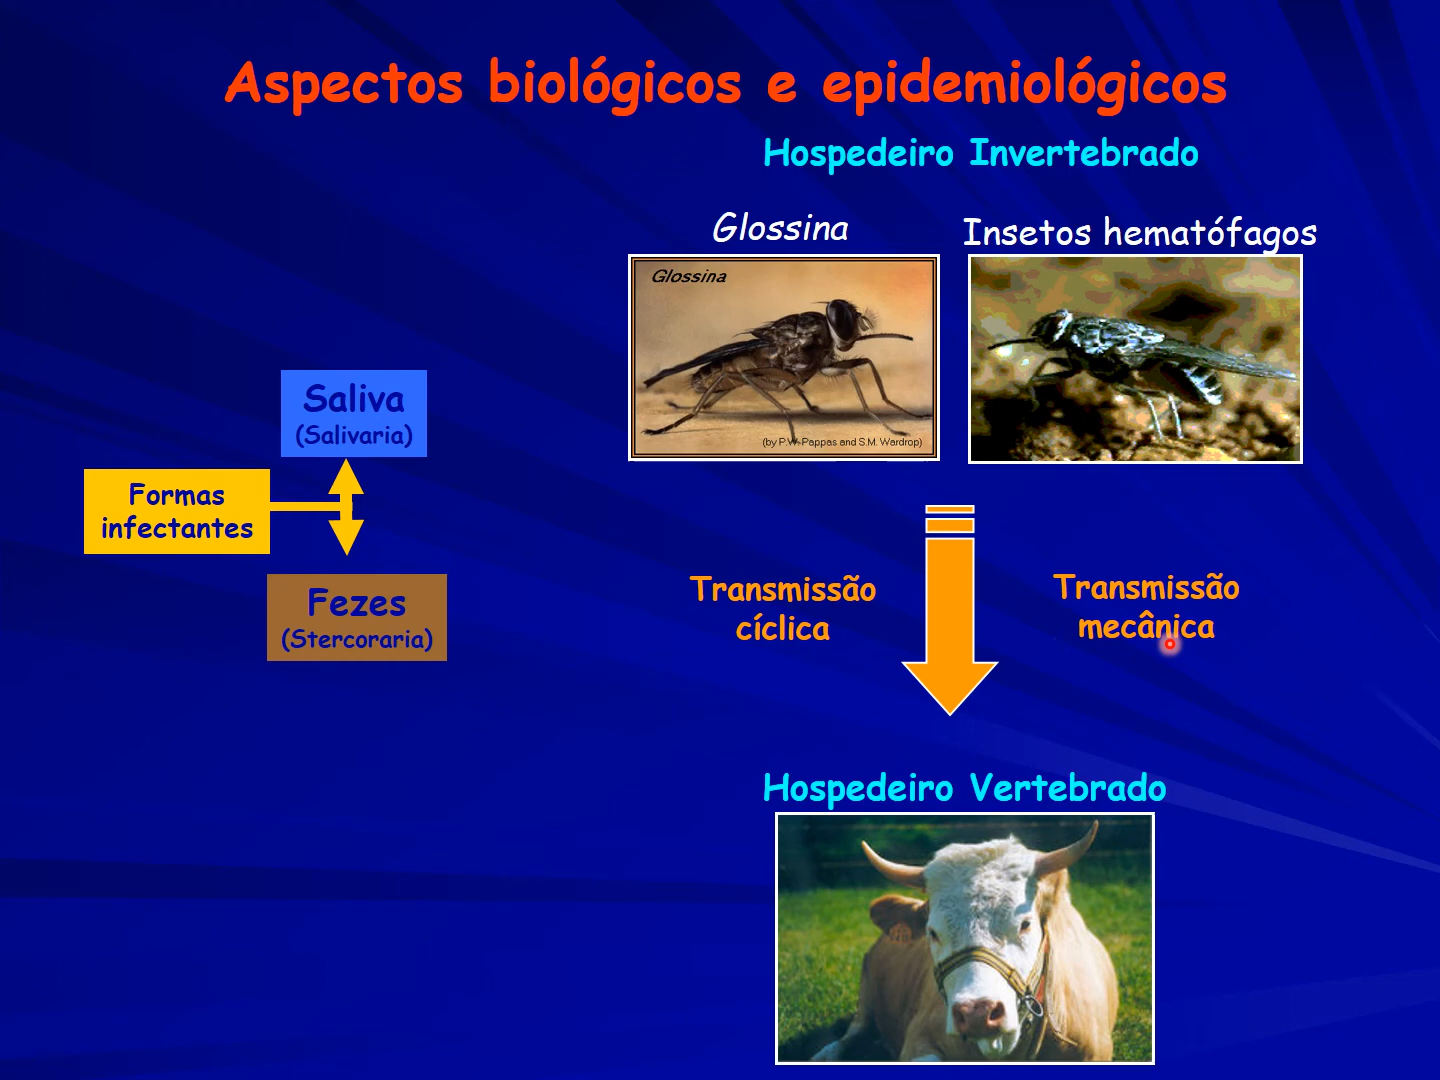 Aspectos biológicos e epidemiológicos
Hospedeiro Invertebrado
Glossina
Insetos hematófagos
Glossina
(by P.W. Pappas and S.M. Wardrop)
Saliva
(Salivaria)
Formas
infectantes
Fezes
(Stercoraria)
Transmissão
cíclica
Transmissão
mecânica
Hospedeiro Vertebrado